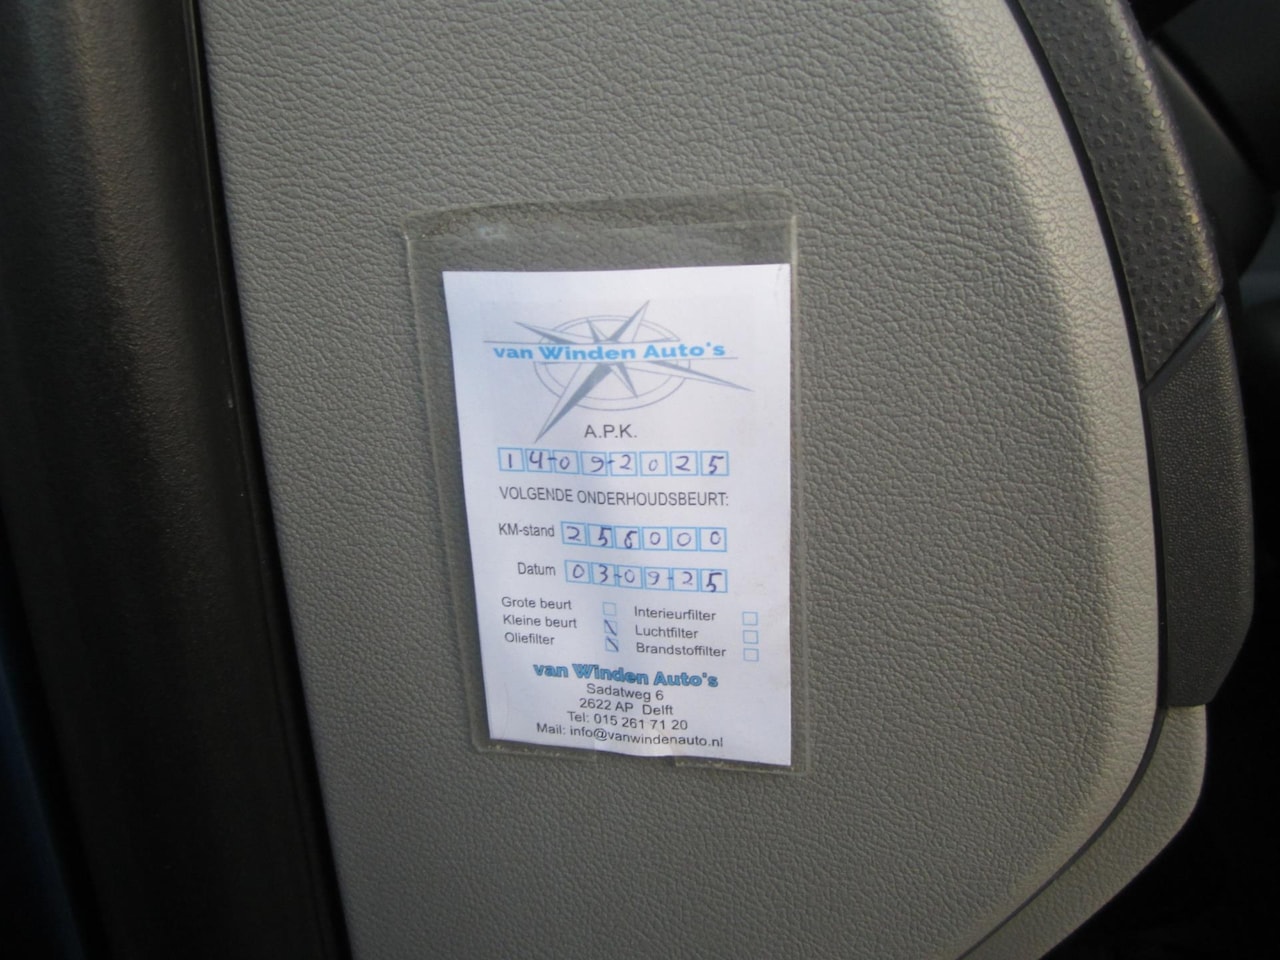 van Winden Auto's
A.P.K.
14-09-2025
VOLGENDE ONDERHOUDSBEURT:
KM-stand 256000
Datum 03-09-25
Grote beurt Interieurfilter
Kleine beurt Luchtfilter
Oliefilter Brandstoffilter
van Winden Auto's
Sadatweg 6
2622 AP Delft
Tel: 015 261 71 20
Mail: info@vanwindenauto.nl